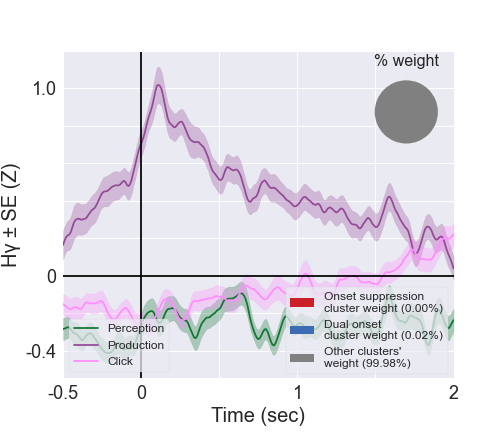 % weight
1.0
0
-0.4
Hγ ± SE (Z)
Perception
Production
Click
Onset suppression
cluster weight (0.00%)
Dual onset
cluster weight (0.02%)
Other clusters'
weight (99.98%)
-0.5
0
1
2
Time (sec)